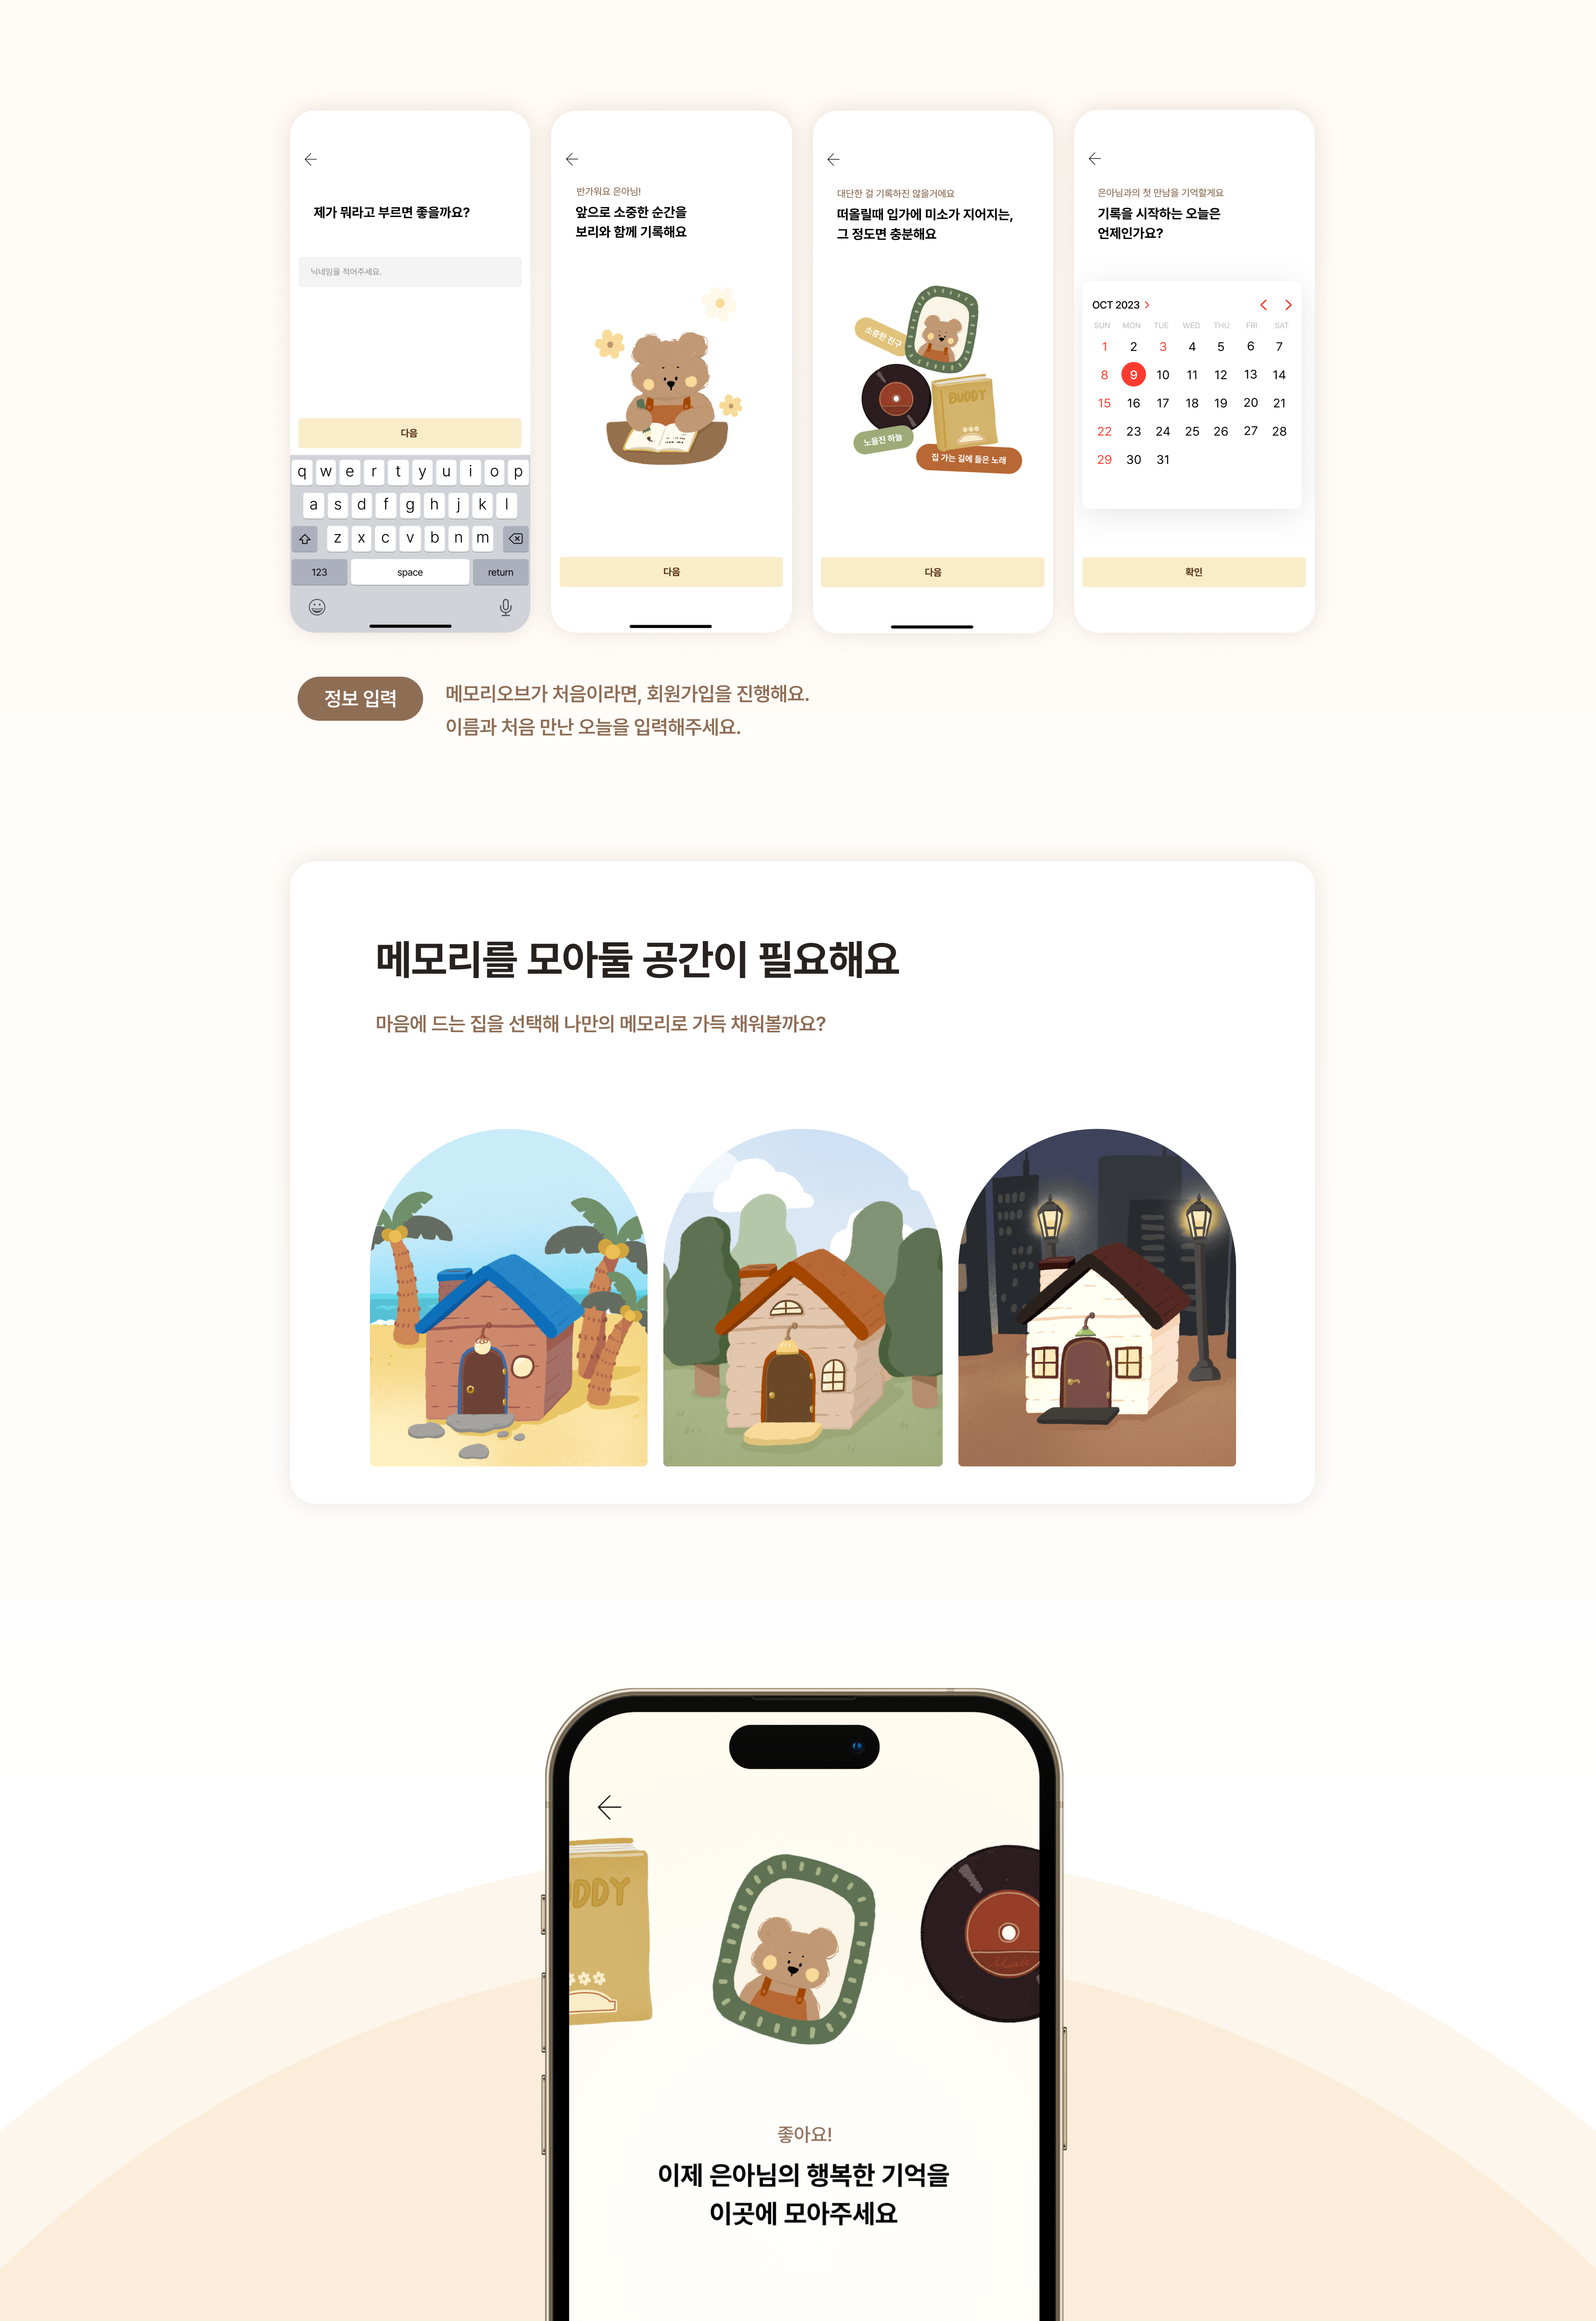 제가 뭐라고 부르면 좋을까요?
닉네임을 적어주세요.
다음
q w e r t y u i o p
a s d f g h j k l
z x c v b n m
123 space return
반가워요 은아님!
앞으로 소중한 순간을
보리와 함께 기록해요
다음
대단한 걸 기록하진 않을거에요
떠올릴때 입가에 미소가 지어지는,
그 정도면 충분해요
소중한 친구
BUDDY
노을진 하늘
집 가는 길에 들은 노래
다음
은아님과의 첫 만남을 기억할게요
기록을 시작하는 오늘은
언제인가요?
OCT 2023
SUN MON TUE WED THU FRI SAT
1 2 3 4 5 6 7
8 9 10 11 12 13 14
15 16 17 18 19 20 21
22 23 24 25 26 27 28
29 30 31
확인
정보 입력
메모리오브가 처음이라면, 회원가입을 진행해요.
이름과 처음 만난 오늘을 입력해주세요.
메모리를 모아둘 공간이 필요해요
마음에 드는 집을 선택해 나만의 메모리로 가득 채워볼까요?
DDY
좋아요!
이제 은아님의 행복한 기억을
이곳에 모아주세요